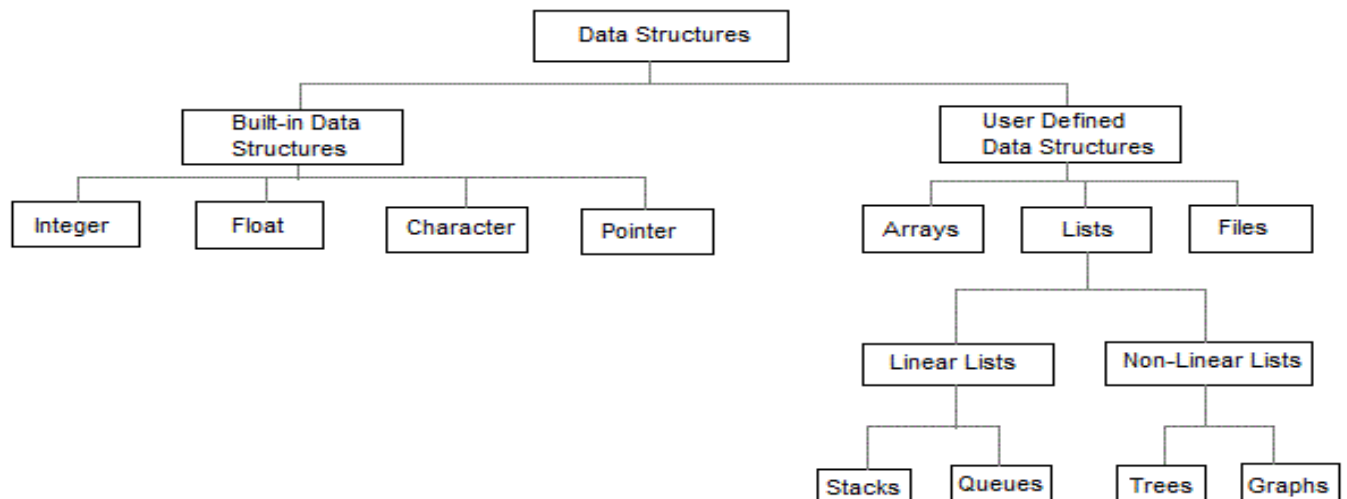 Data Structures
Built-in Data
Structures
User Defined
Data Structures
Integer
Float
Character
Pointer
Arrays
Lists
Files
Linear Lists
Non-Linear Lists
Stacks
Queues
Trees
Graphs